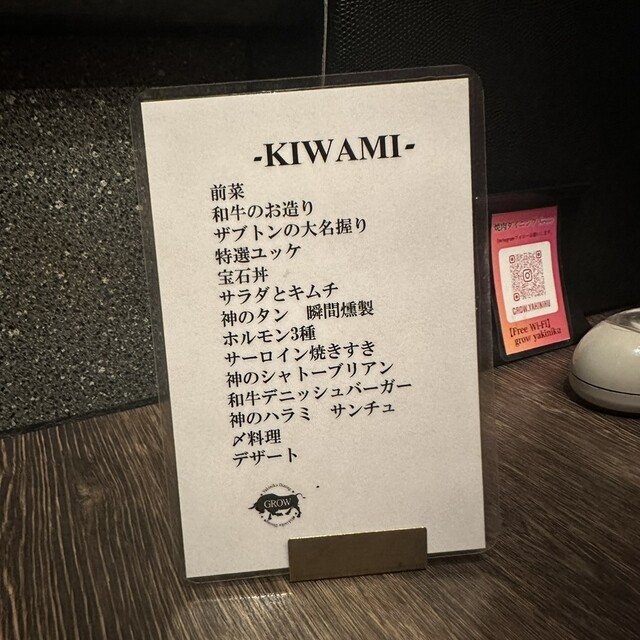 -KIWAMI-
前菜
和牛のお造り
ザブトンの大名握り
特選ユッケ
宝石丼
サラダとキムチ
神のタン　瞬間燻製
ホルモン3種
サーロイン焼きすき
神のシャトーブリアン
和牛デニッシュバーガー
神のハラミ　サンチュ
〆料理
デザート
GROW
GROW.YAKINIKU
【Free Wi-Fi】
grow yakiniku